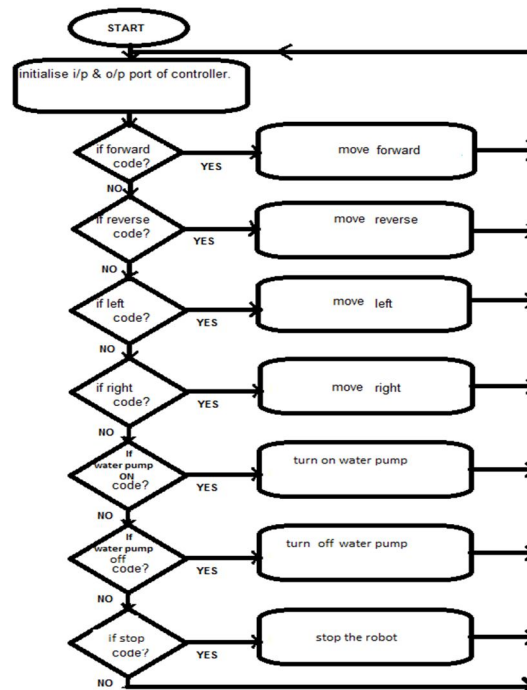 START
initialise i/p & o/p port of controller.
if forward
code?
YES
move forward
NO
if reverse
code?
YES
move reverse
NO
if left
code?
YES
move left
NO
if right
code?
YES
move right
NO
If
water pump
ON
code?
YES
turn on water pump
NO
If
water pump
off
code?
YES
turn off water pump
NO
if stop
code?
YES
stop the robot
NO